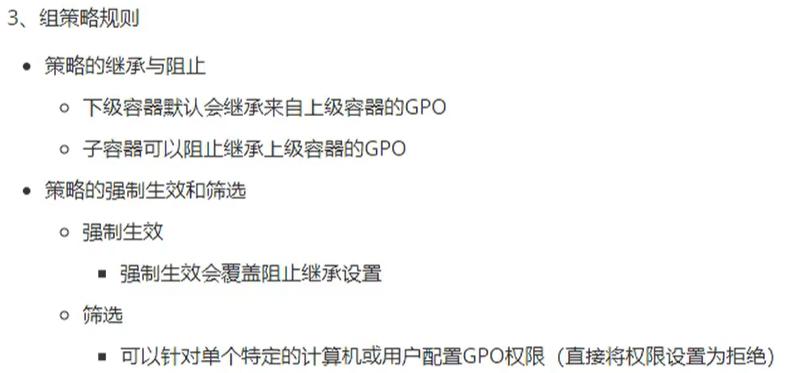 3、组策略规则
策略的继承与阻止
下级容器默认会继承来自上级容器的GPO
子容器可以阻止继承上级容器的GPO
策略的强制生效和筛选
强制生效
强制生效会覆盖阻止继承设置
筛选
可以针对单个特定的计算机或用户配置GPO权限（直接将权限设置为拒绝）